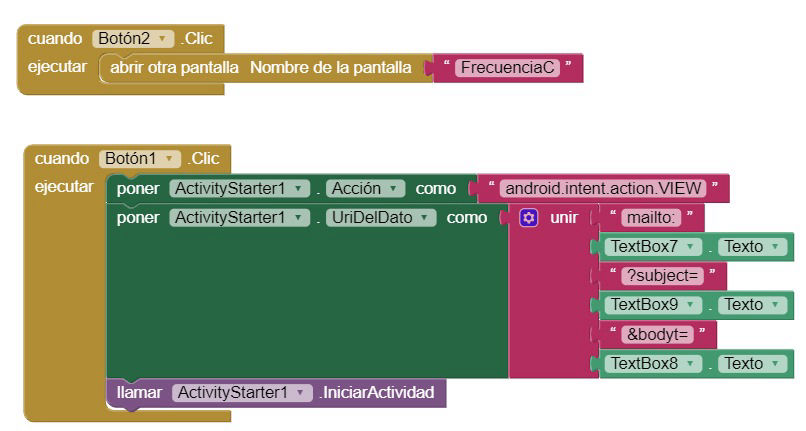 cuando Botón2 .Clic
ejecutar abrir otra pantalla Nombre de la pantalla “ FrecuenciaC ”
cuando Botón1 .Clic
ejecutar poner ActivityStarter1 . Acción como “ android.intent.action.VIEW ”
poner ActivityStarter1 . UriDelDato como unir “ mailto: ”
TextBox7 . Texto
“ ?subject= ”
TextBox9 . Texto
“ &bodyt= ”
TextBox8 . Texto
llamar ActivityStarter1 .IniciarActividad